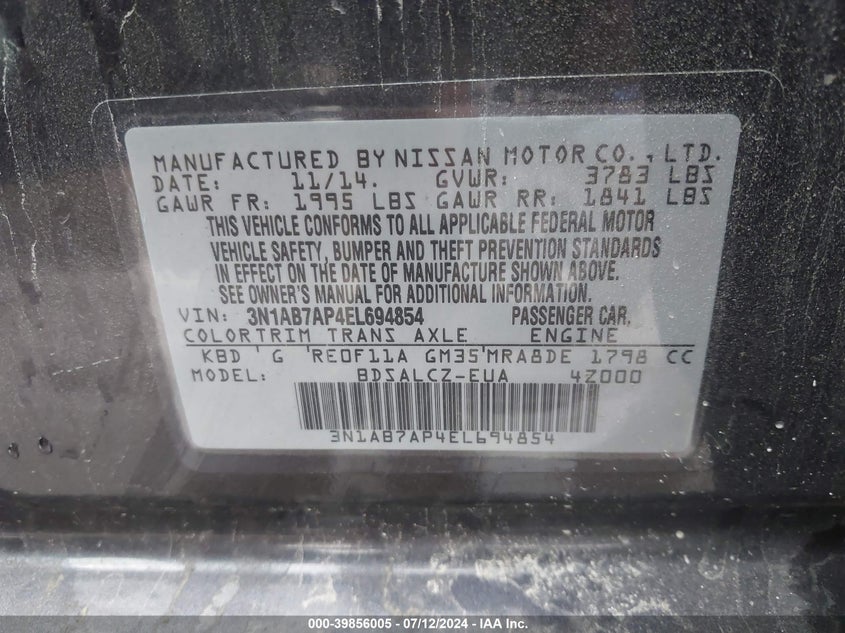 MANUFACTURED BY NISSAN MOTOR CO., LTD.
DATE: 11/14. GVWR: 3783 LBS
GAWR FR: 1995 LBS GAWR RR: 1841 LBS
THIS VEHICLE CONFORMS TO ALL APPLICABLE FEDERAL MOTOR
VEHICLE SAFETY, BUMPER AND THEFT PREVENTION STANDARDS
IN EFFECT ON THE DATE OF MANUFACTURE SHOWN ABOVE.
SEE OWNER'S MANUAL FOR ADDITIONAL INFORMATION.
VIN: 3N1AB7AP4EL694854 PASSENGER CAR.
COLORTRIM TRANS AXLE ENGINE
KBD G RE0F11A GM35 MRA8DE 1798 CC
MODEL: BDSALCZ-EUA 4Z000
3N1AB7AP4EL694854
000-39856005 - 07/12/2024 - IAA Inc.